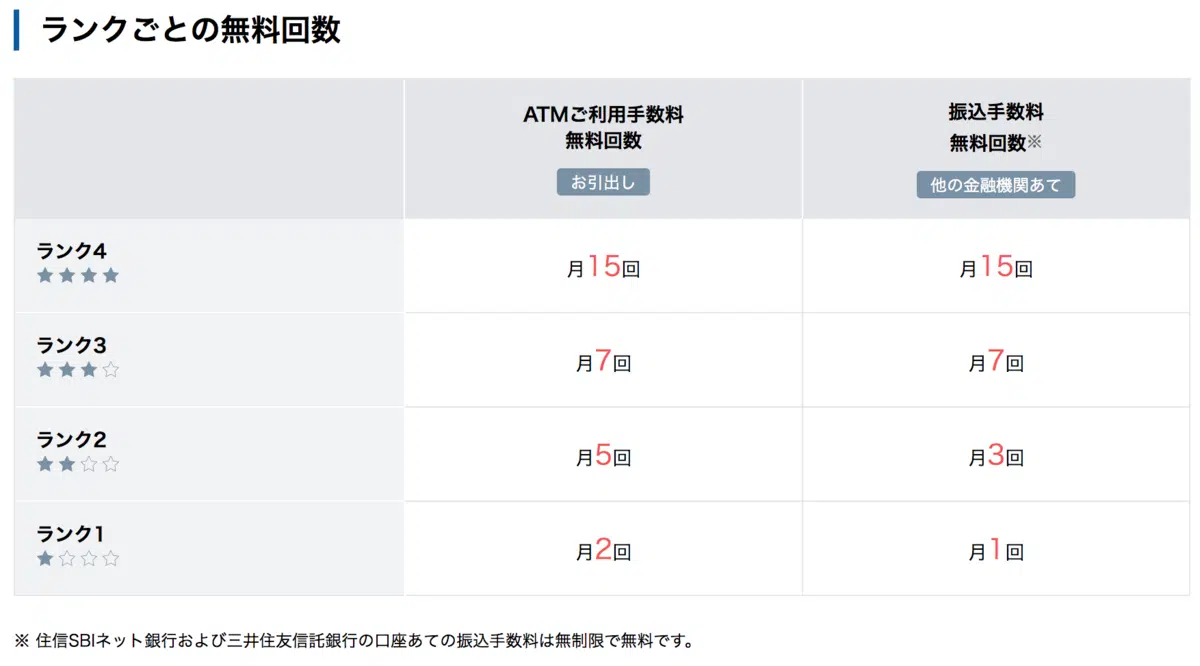 ランクごとの無料回数
ATMご利用手数料
無料回数
お引出し
振込手数料
無料回数※
他の金融機関あて
ランク4
月15回
月15回
ランク3
月7回
月7回
ランク2
月5回
月3回
ランク1
月2回
月1回
※ 住信SBIネット銀行および三井住友信託銀行の口座あての振込手数料は無制限で無料です。